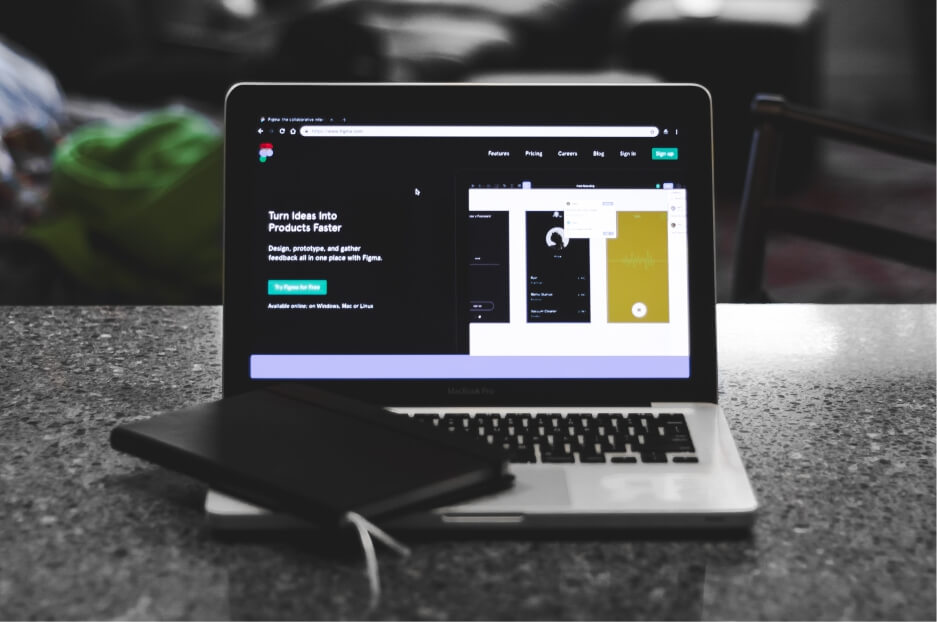 Figma: the collaborative inter
https://www.figma.com
Features Pricing Careers Blog Sign in Sign up
Turn Ideas Into
Products Faster
Design, prototype, and gather
feedback all in one place with Figma.
Try Figma for Free
Available online; on Windows, Mac or Linux
MacBook Pro